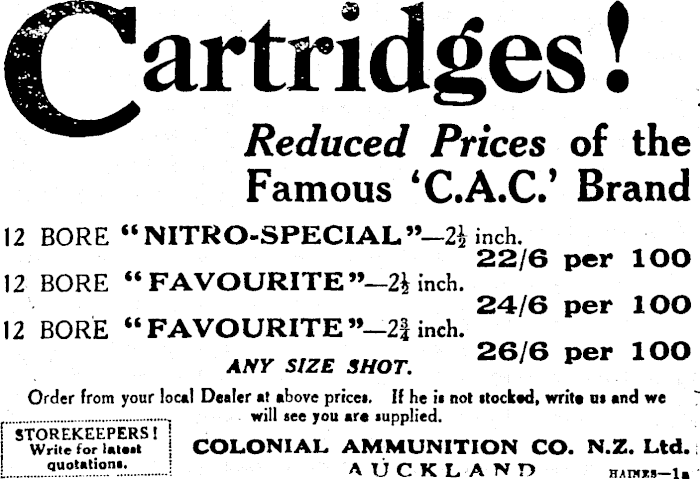 Cartridges!
Reduced Prices of the
Famous 'C.A.C.' Brand
12 BORE "NITRO-SPECIAL"—2½ inch.
22/6 per 100
12 BORE "FAVOURITE"—2½ inch.
24/6 per 100
12 BORE "FAVOURITE"—2¾ inch.
26/6 per 100
ANY SIZE SHOT.
Order from your local Dealer at above prices. If he is not stocked, write us and we
will see you are supplied.
STOREKEEPERS!
Write for latest
quotations.
COLONIAL AMMUNITION CO. N.Z. Ltd.
AUCKLAND
HAINES—1a